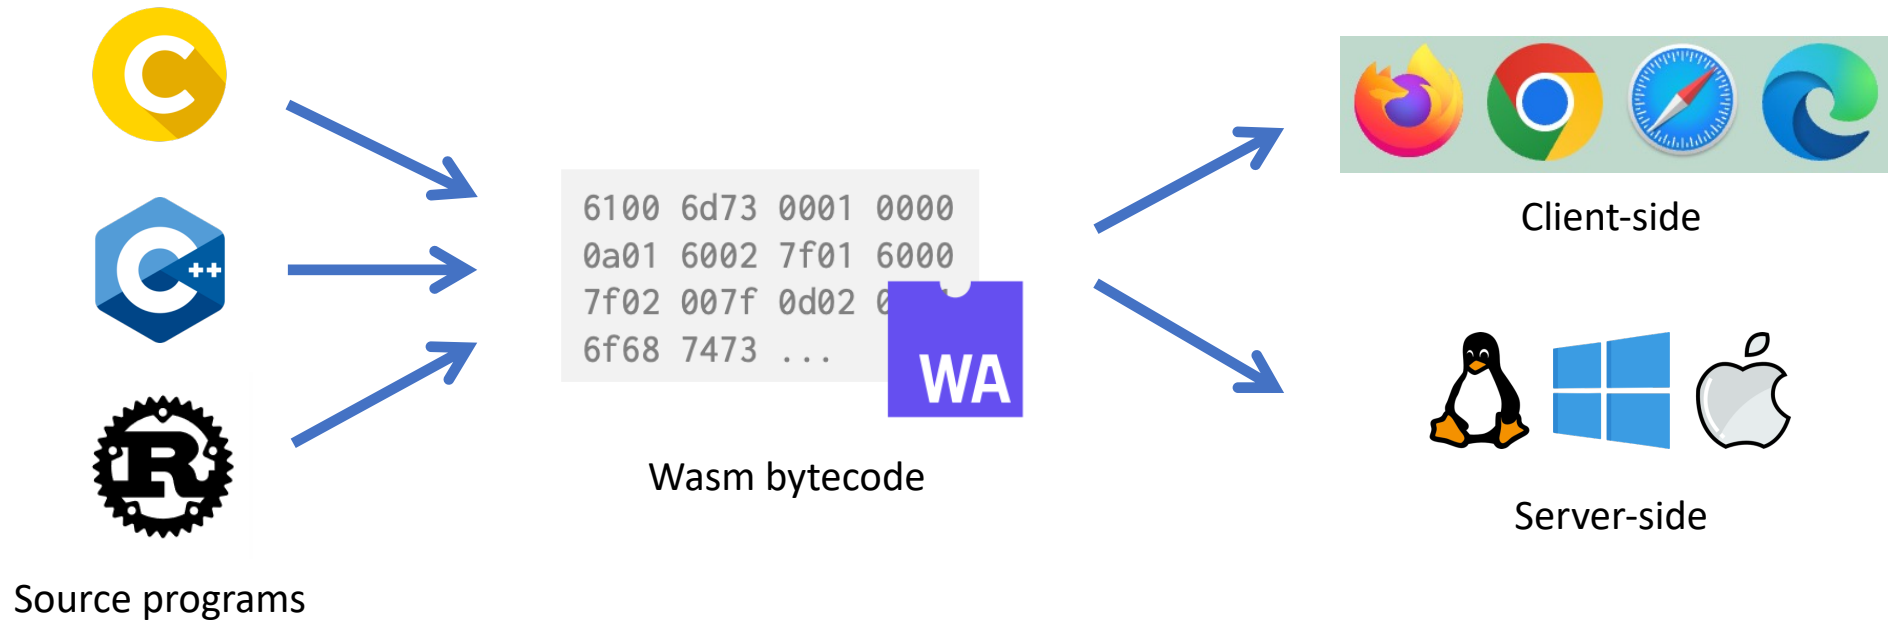 C
C++
R
Source programs
6100 6d73 0001 0000
0a01 6002 7f01 6000
7f02 007f 0d02
6f68 7473 ...
WA
Wasm bytecode
Client-side
Server-side